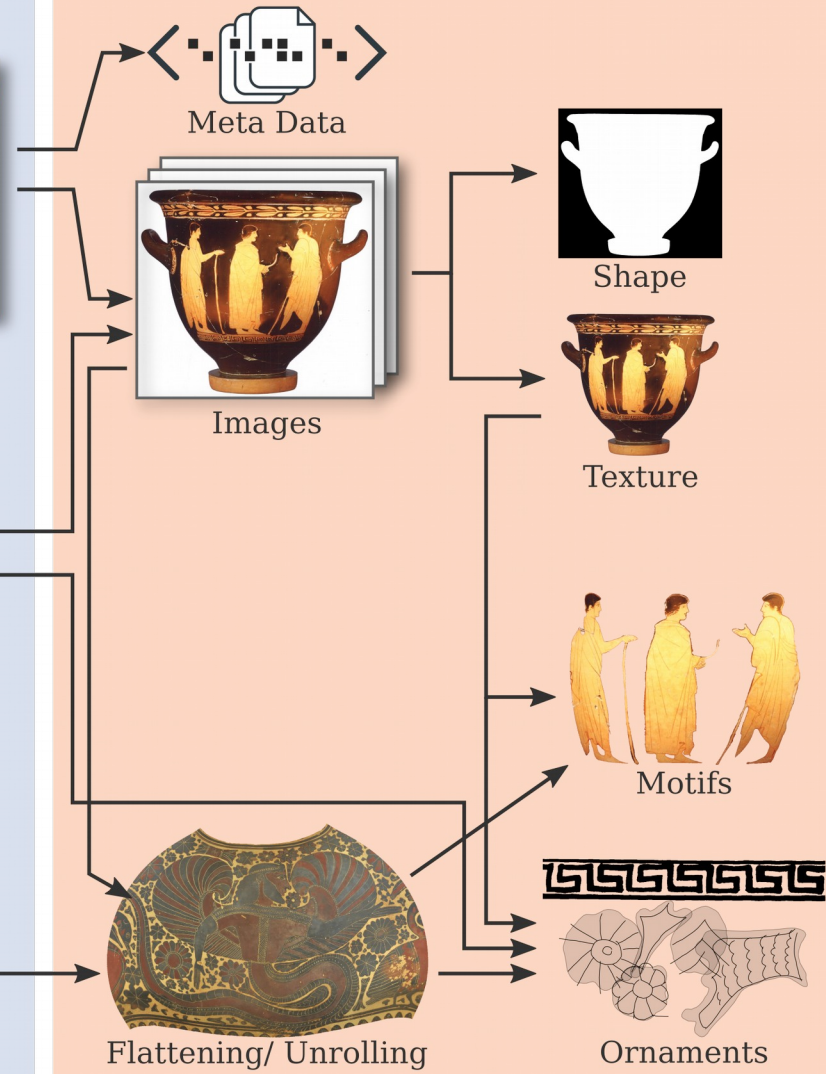 Meta Data
Shape
Images
Texture
Motifs
Flattening/ Unrolling
Ornaments